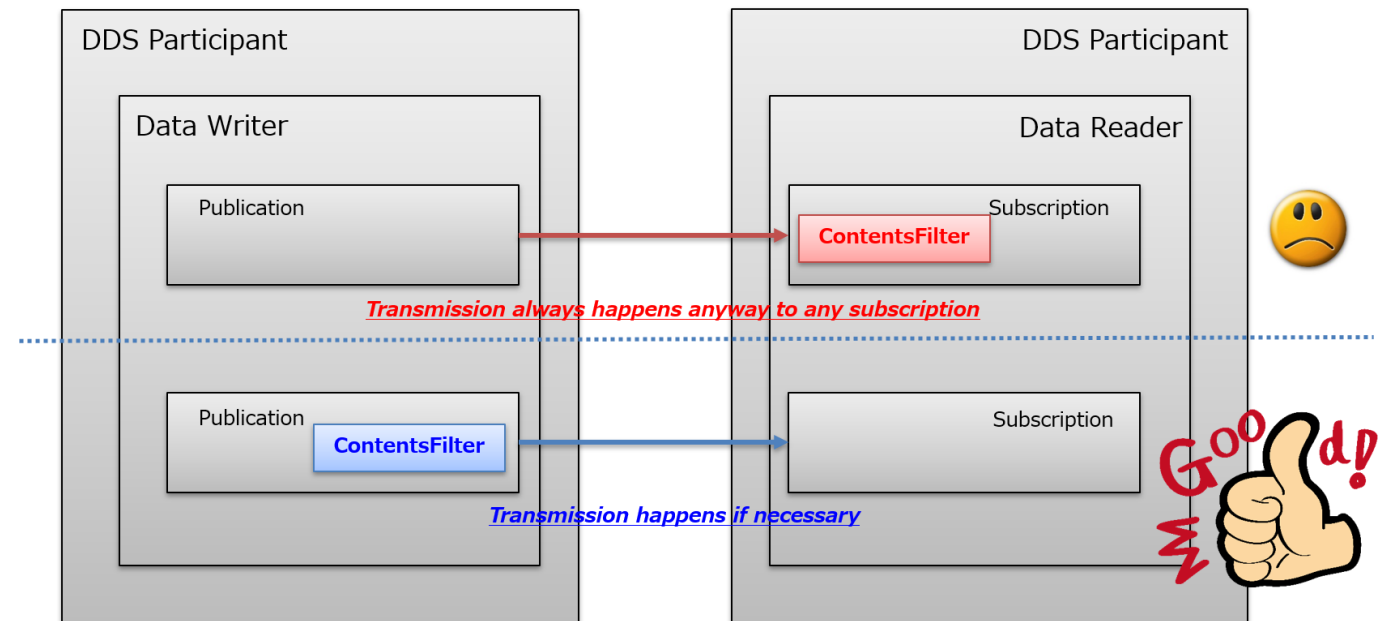 DDS Participant
DDS Participant
Data Writer
Data Reader
Publication
Subscription
ContentsFilter
Transmission always happens anyway to any subscription
Publication
Subscription
ContentsFilter
Transmission happens if necessary
Good!